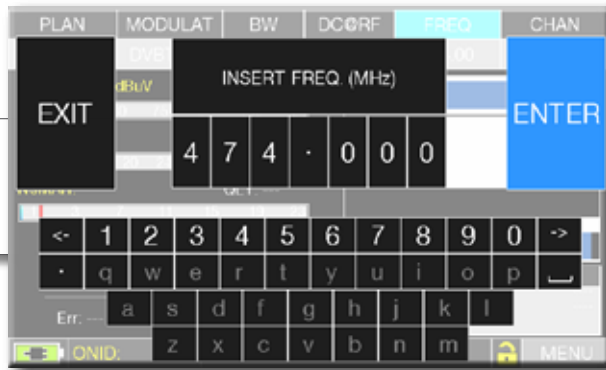 PLAN MODULAT BW DC@RF FREQ CHAN
DVB
dBuV
INSERT FREQ. (MHz)
EXIT
ENTER
4 7 4 . 0 0 0
<- 1 2 3 4 5 6 7 8 9 0 ->
. q w e r t y u i o p
a s d f g h j k l
Err: ---
z x c v b n m
ONID:
MENU